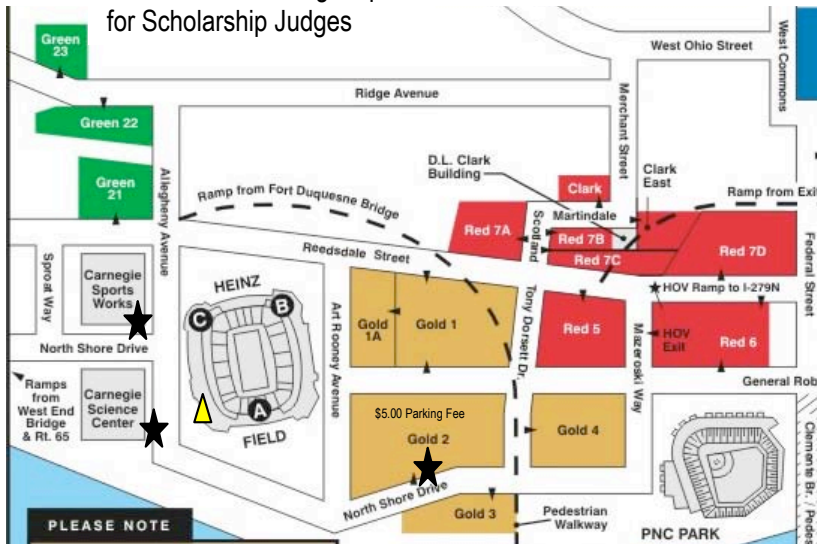 for Scholarship Judges
Green
23
West Ohio Street
West Commons
Ridge Avenue
Merchant Street
Green 22
D.L. Clark
Building
Clark
East
Allegheny Avenue
Green
21
Ramp from Fort Duquesne Bridge
Clark
Ramp from Exit
Martindale
Scotland
Red 7A
Red 7B
Red 7C
Red 7D
Federal Street
Reedsdale Street
Sproat Way
Carnegie
Sports
Works
HEINZ
C
B
A
FIELD
Art Rooney Avenue
Gold
1A
Gold 1
Tony Dorsett Dr.
HOV Ramp to I-279N
Red 5
Mazeroski Way
HOV
Exit
Red 6
North Shore Drive
General Rob
Ramps
from
West End
Bridge
& Rt. 65
Carnegie
Science
Center
$5.00 Parking Fee
Gold 2
Gold 4
Clemente Br. / Pedes
North Shore Drive
Gold 3
Pedestrian
Walkway
PNC PARK
PLEASE NOTE